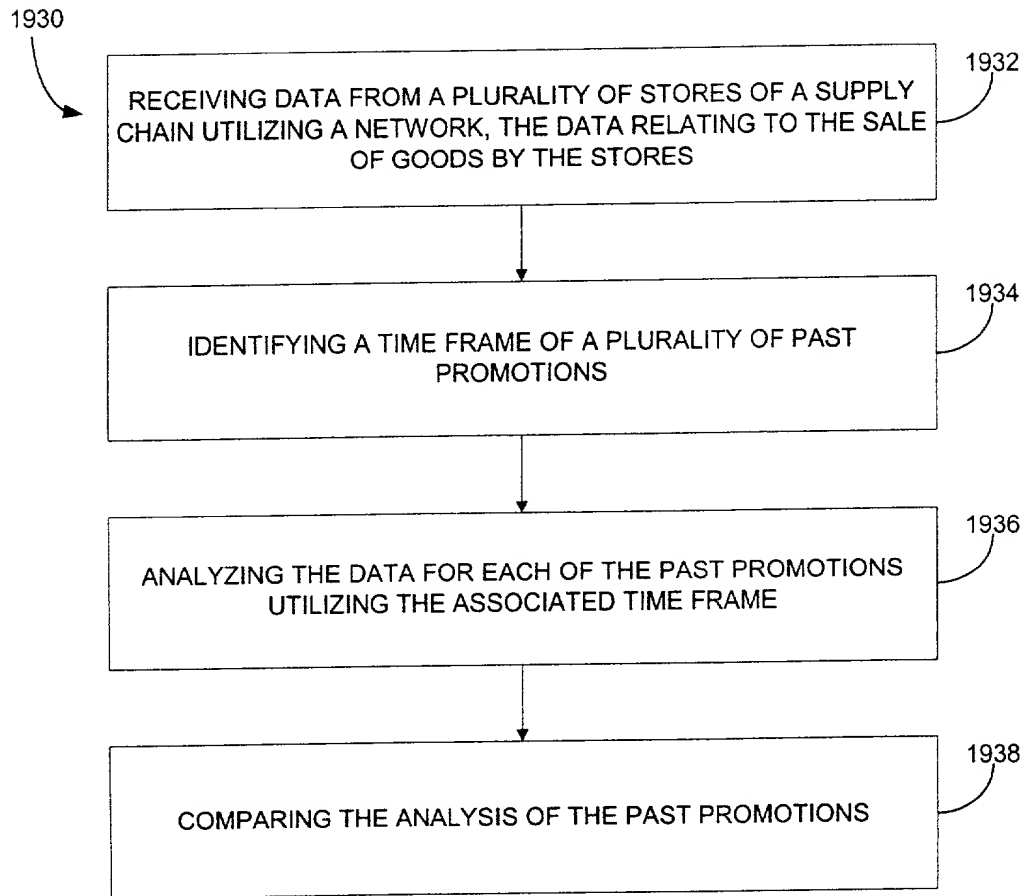 1930
1932
RECEIVING DATA FROM A PLURALITY OF STORES OF A SUPPLY
CHAIN UTILIZING A NETWORK, THE DATA RELATING TO THE SALE
OF GOODS BY THE STORES
1934
IDENTIFYING A TIME FRAME OF A PLURALITY OF PAST
PROMOTIONS
1936
ANALYZING THE DATA FOR EACH OF THE PAST PROMOTIONS
UTILIZING THE ASSOCIATED TIME FRAME
1938
COMPARING THE ANALYSIS OF THE PAST PROMOTIONS